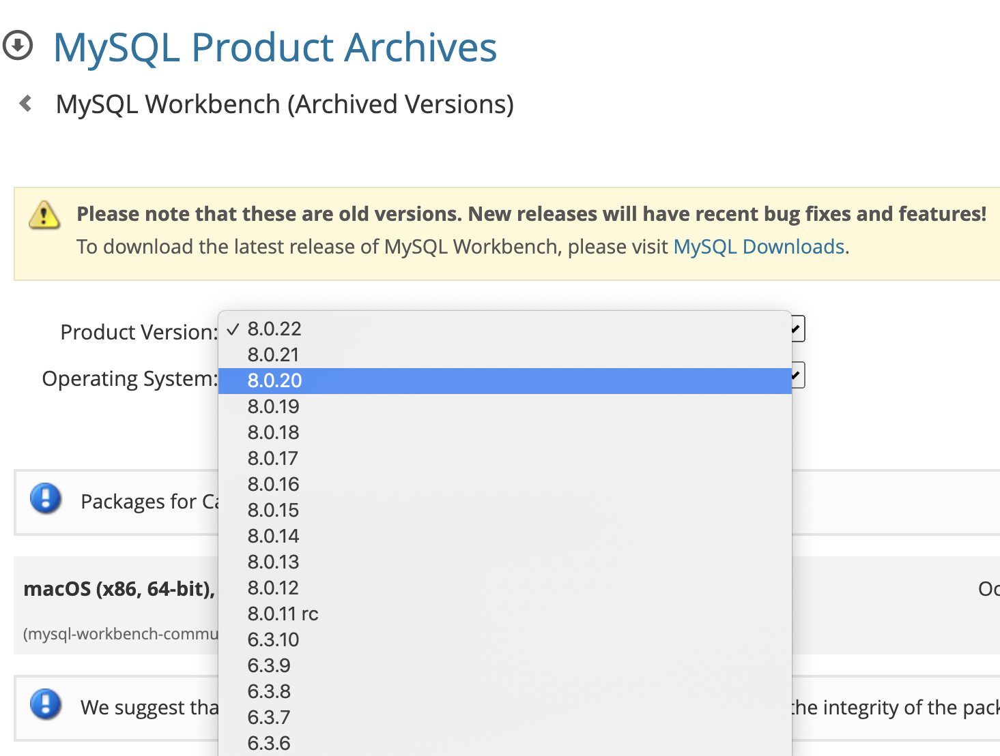 MySQL Product Archives
MySQL Workbench (Archived Versions)
Please note that these are old versions. New releases will have recent bug fixes and features!
To download the latest release of MySQL Workbench, please visit MySQL Downloads.
Product Version:
✓ 8.0.22
8.0.21
Operating System:
8.0.20
8.0.19
8.0.18
8.0.17
8.0.16
Packages for
8.0.15
8.0.14
8.0.13
macOS (x86, 64-bit),
8.0.12
8.0.11 rc
(mysql-workbench-commu
6.3.10
6.3.9
6.3.8
We suggest tha
the integrity of the pack
6.3.7
6.3.6